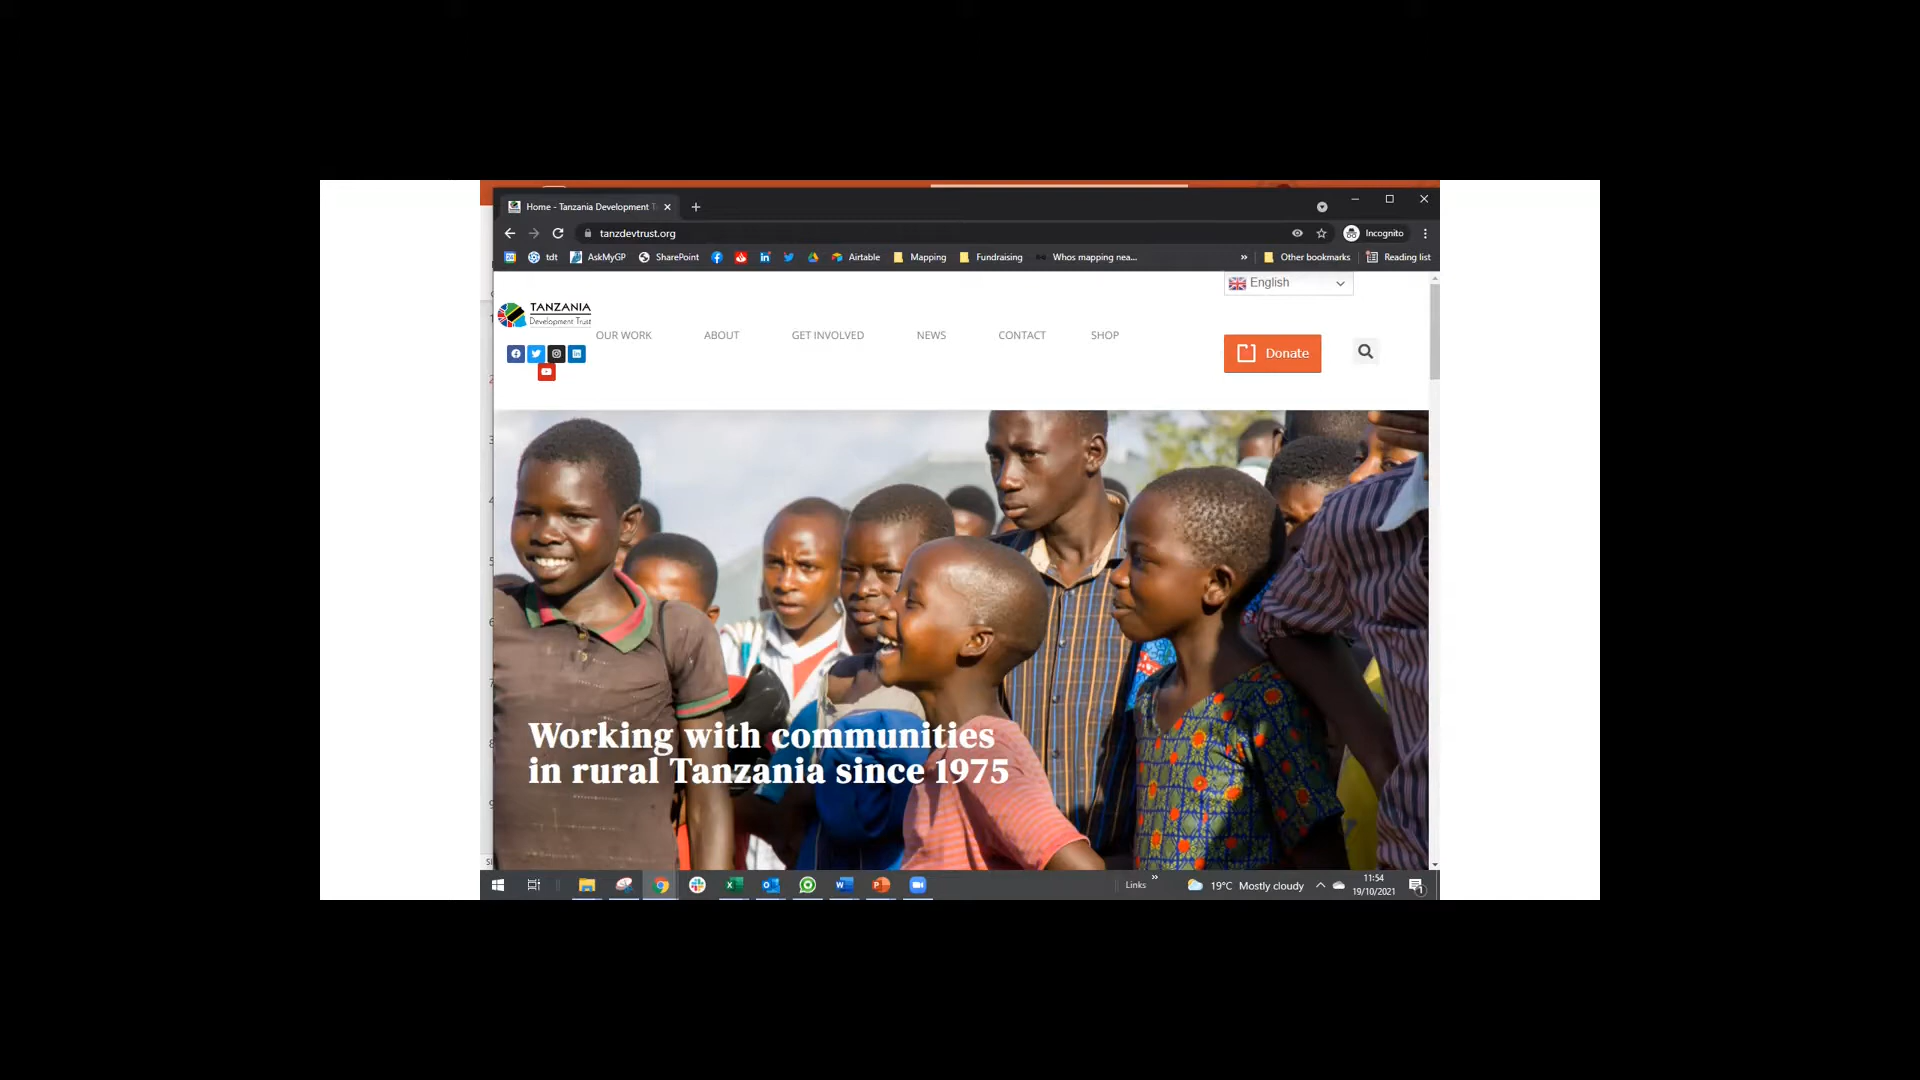 Home - Tanzania Development T
tanzdevtrust.org
Incognito
tdt
AskMyGP
SharePoint
Airtable
Mapping
Fundraising
Whos mapping nea...
»
Other bookmarks
Reading list
English
TANZANIA
Development Trust
OUR WORK
ABOUT
GET INVOLVED
NEWS
CONTACT
SHOP
Donate
Working with communities
in rural Tanzania since 1975
Links
19°C Mostly cloudy
11:54
19/10/2021